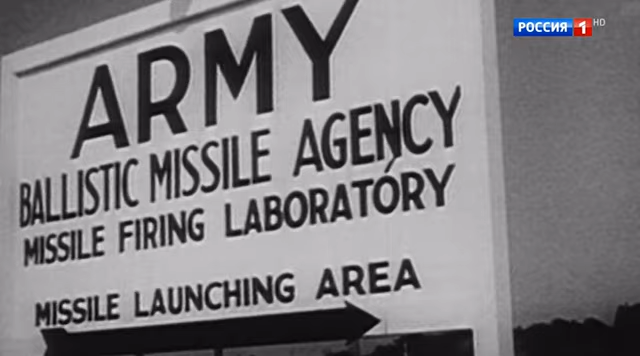 РОССИЯ 1 HD
ARMY
BALLISTIC MISSILE AGENCY
MISSILE FIRING LABORATORY
MISSILE LAUNCHING AREA